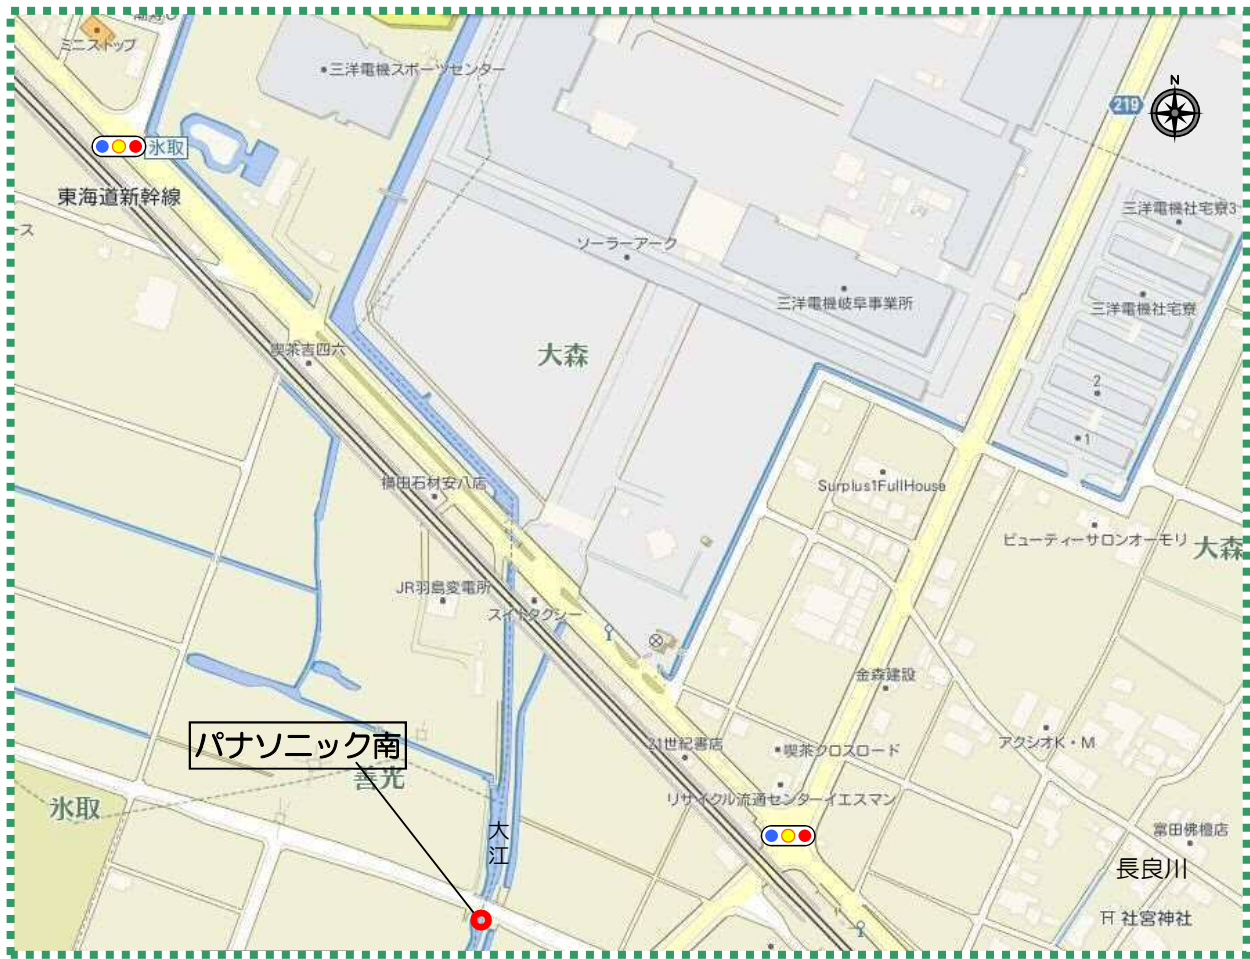 ミニストップ
三洋電機スポーツセンター
N
219
氷取
東海道新幹線
ース
三洋電機社宅寮3
ソーラーアーク
三洋電機岐阜事業所
三洋電機社宅寮
喫茶吉四六
大森
2
1
横田石材安八店
Surplus1FullHouse
ビューティーサロンオーモリ
大森
JR羽島変電所
スイトタクシー
金森建設
パナソニック南
21世紀書店
喫茶クロスロード
アクシオK・M
善光
氷取
リサイクル流通センターイエスマン
大江
富田佛檀店
長良川
社宮神社